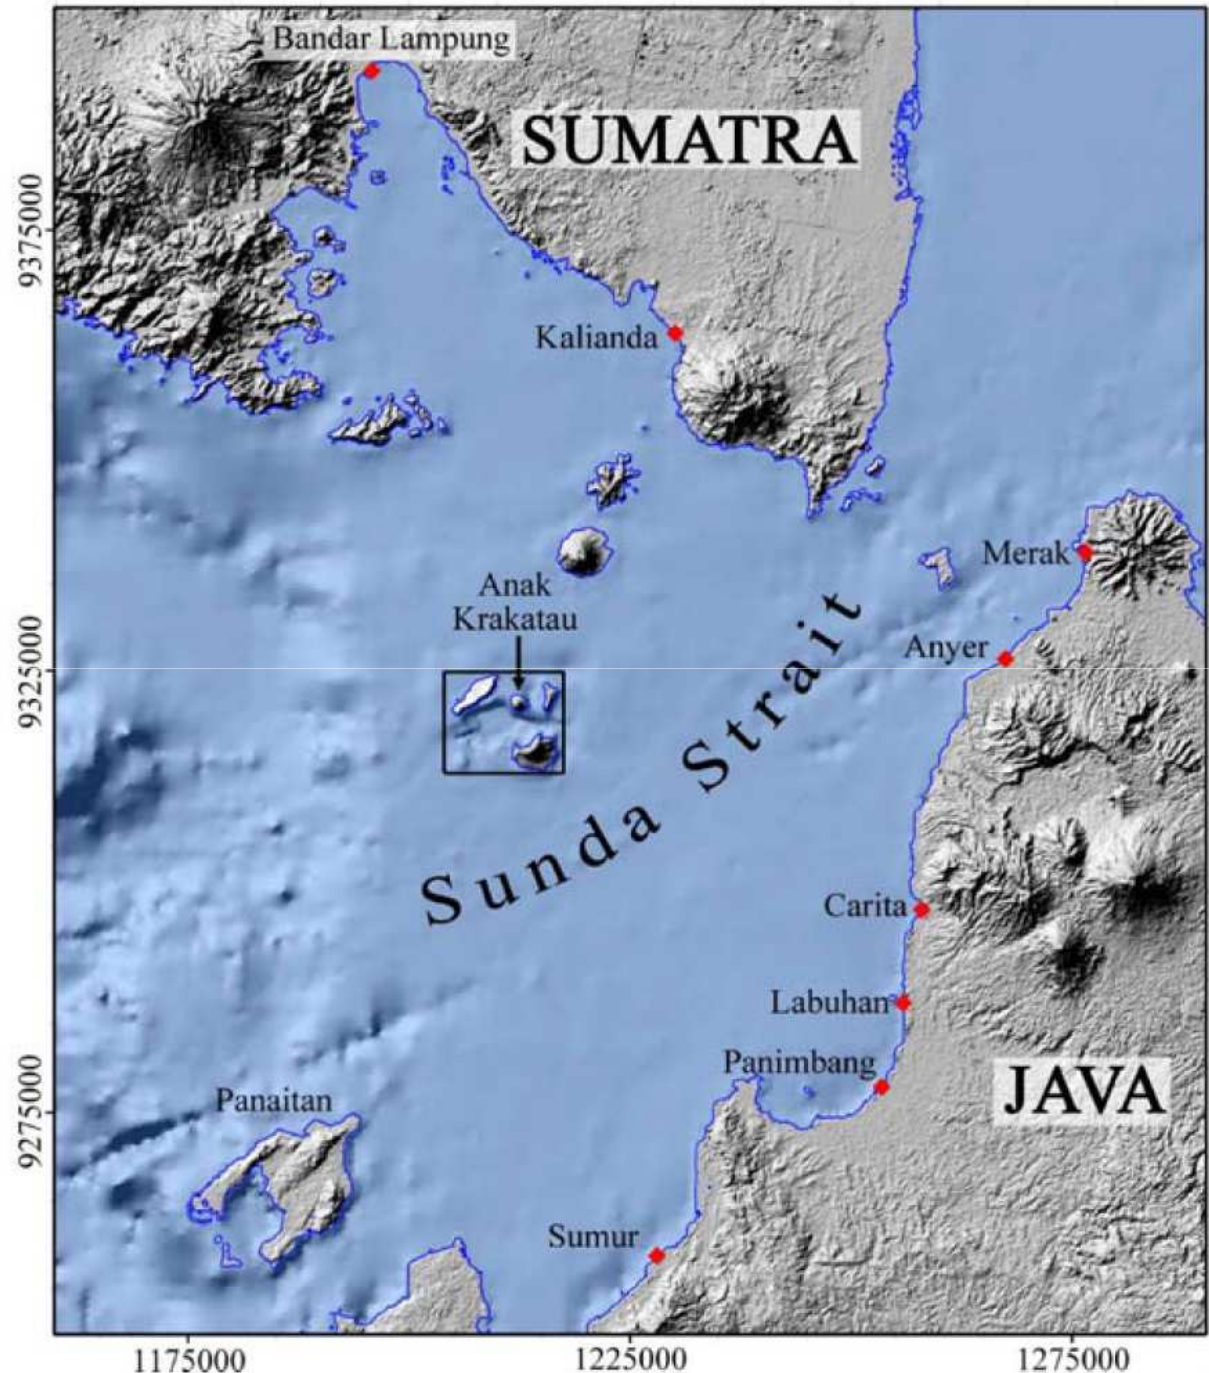 Bandar Lampung
SUMATRA
9375000
Kalianda
Merak
Anak
Krakatau
Anyer
9325000
Sunda Strait
Carita
Labuhan
Panimbang
JAVA
Panaitan
9275000
Sumur
1175000
1225000
1275000